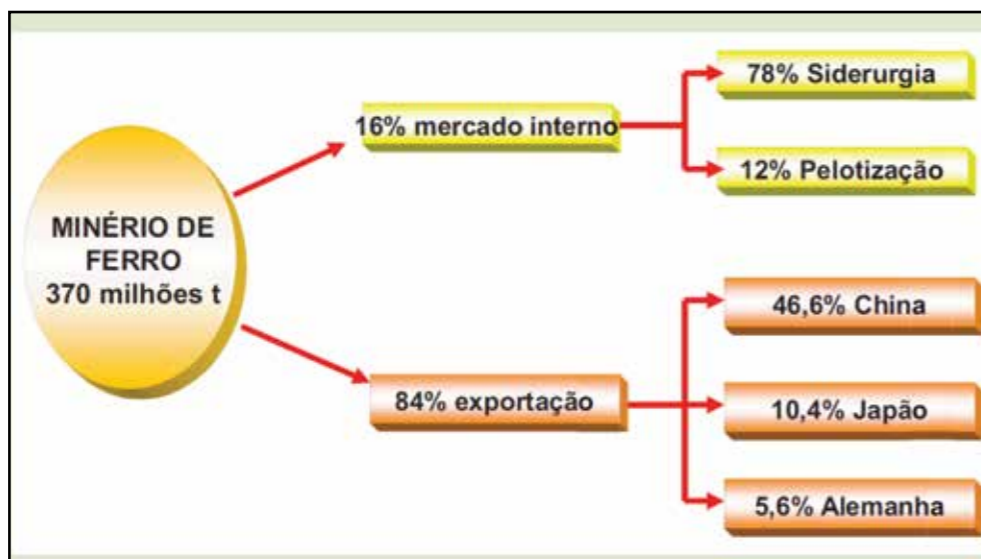 MINÉRIO DE
FERRO
370 milhões t
16% mercado interno
78% Siderurgia
12% Pelotização
84% exportação
46,6% China
10,4% Japão
5,6% Alemanha